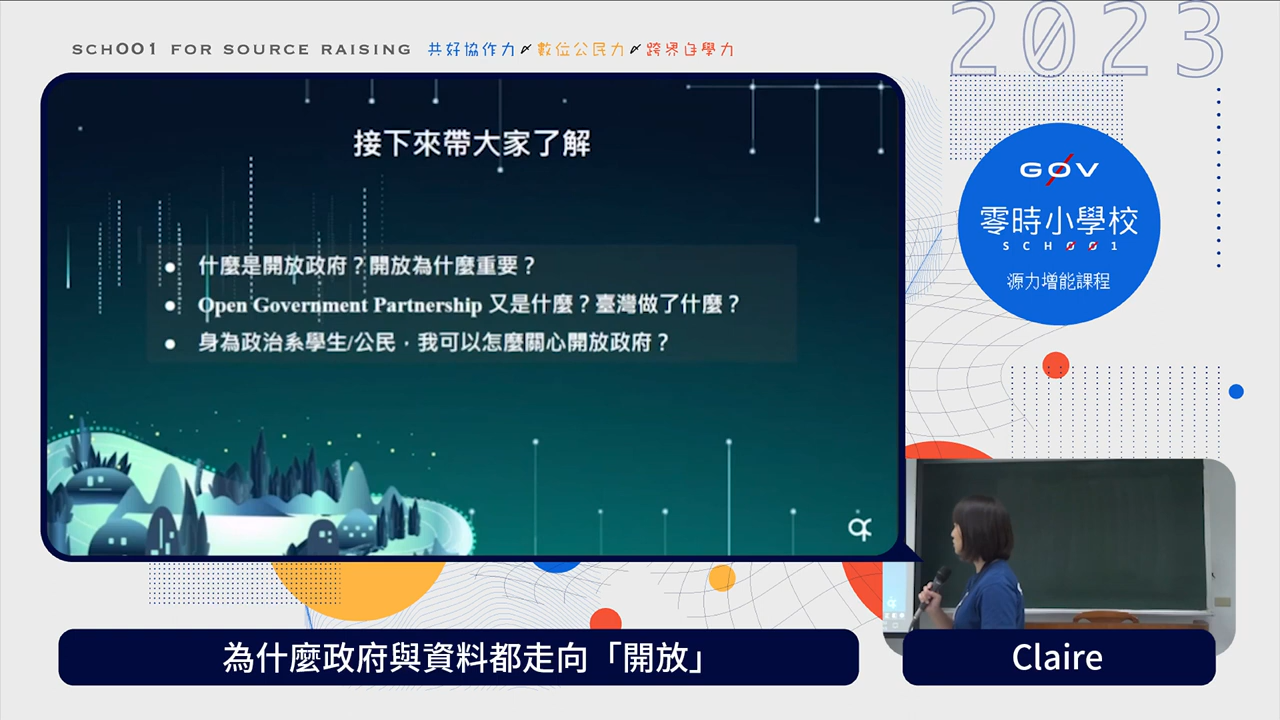 SCH001 FOR SOURCE RAISING 共好協作力 數位公民力 跨界自學力
2023
接下來帶大家了解
什麼是開放政府？開放為什麼重要？
Open Government Partnership 又是什麼？臺灣做了什麼？
身為政治系學生/公民，我可以怎麼關心開放政府？
G0V
零時小學校
SCH001
源力增能課程
為什麼政府與資料都走向「開放」
Claire